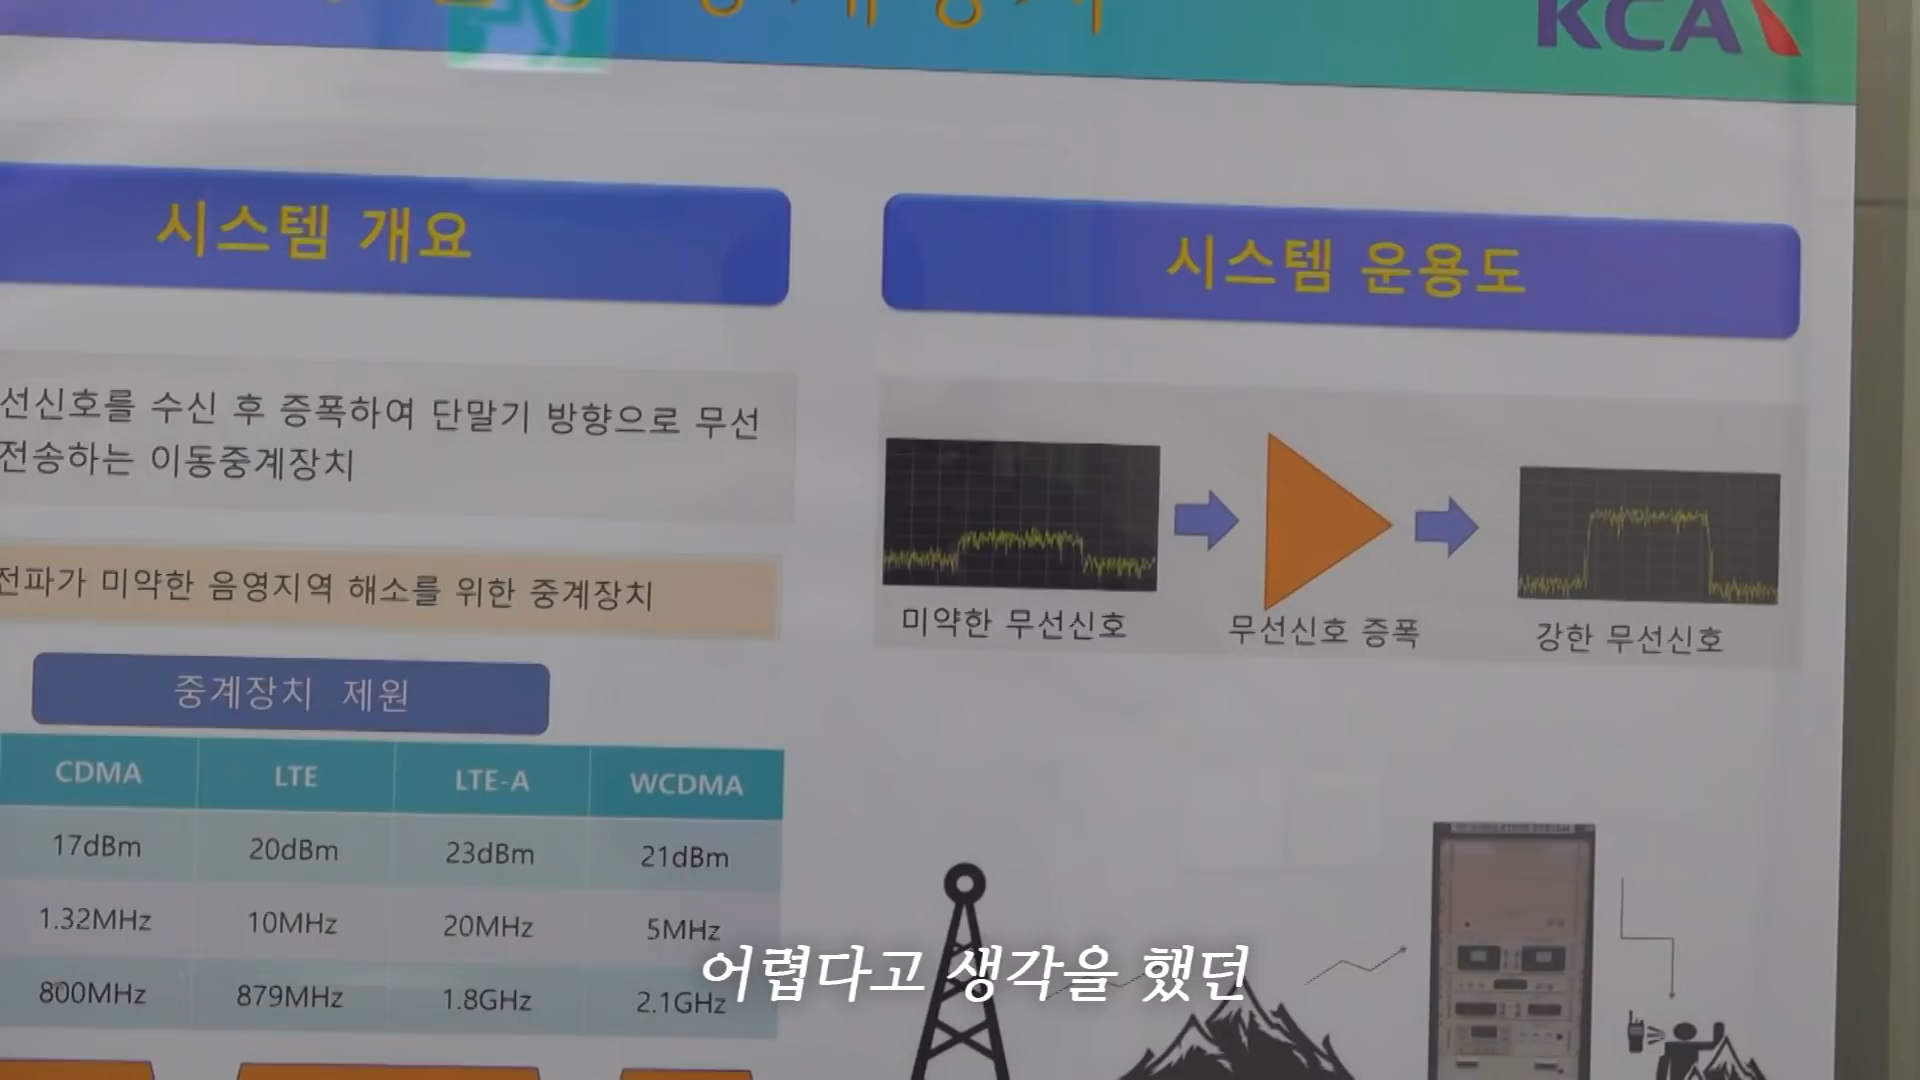 KCA
시스템 개요
시스템 운용도
선신호를 수신 후 증폭하여 단말기 방향으로 무선
전송하는 이동중계장치
전파가 미약한 음영지역 해소를 위한 중계장치
미약한 무선신호
무선신호 증폭
강한 무선신호
중계장치 제원
CDMA LTE LTE-A WCDMA
17dBm 20dBm 23dBm 21dBm
1.32MHz 10MHz 20MHz 5MHz
800MHz 879MHz 1.8GHz 2.1GHz
어렵다고 생각을 했던